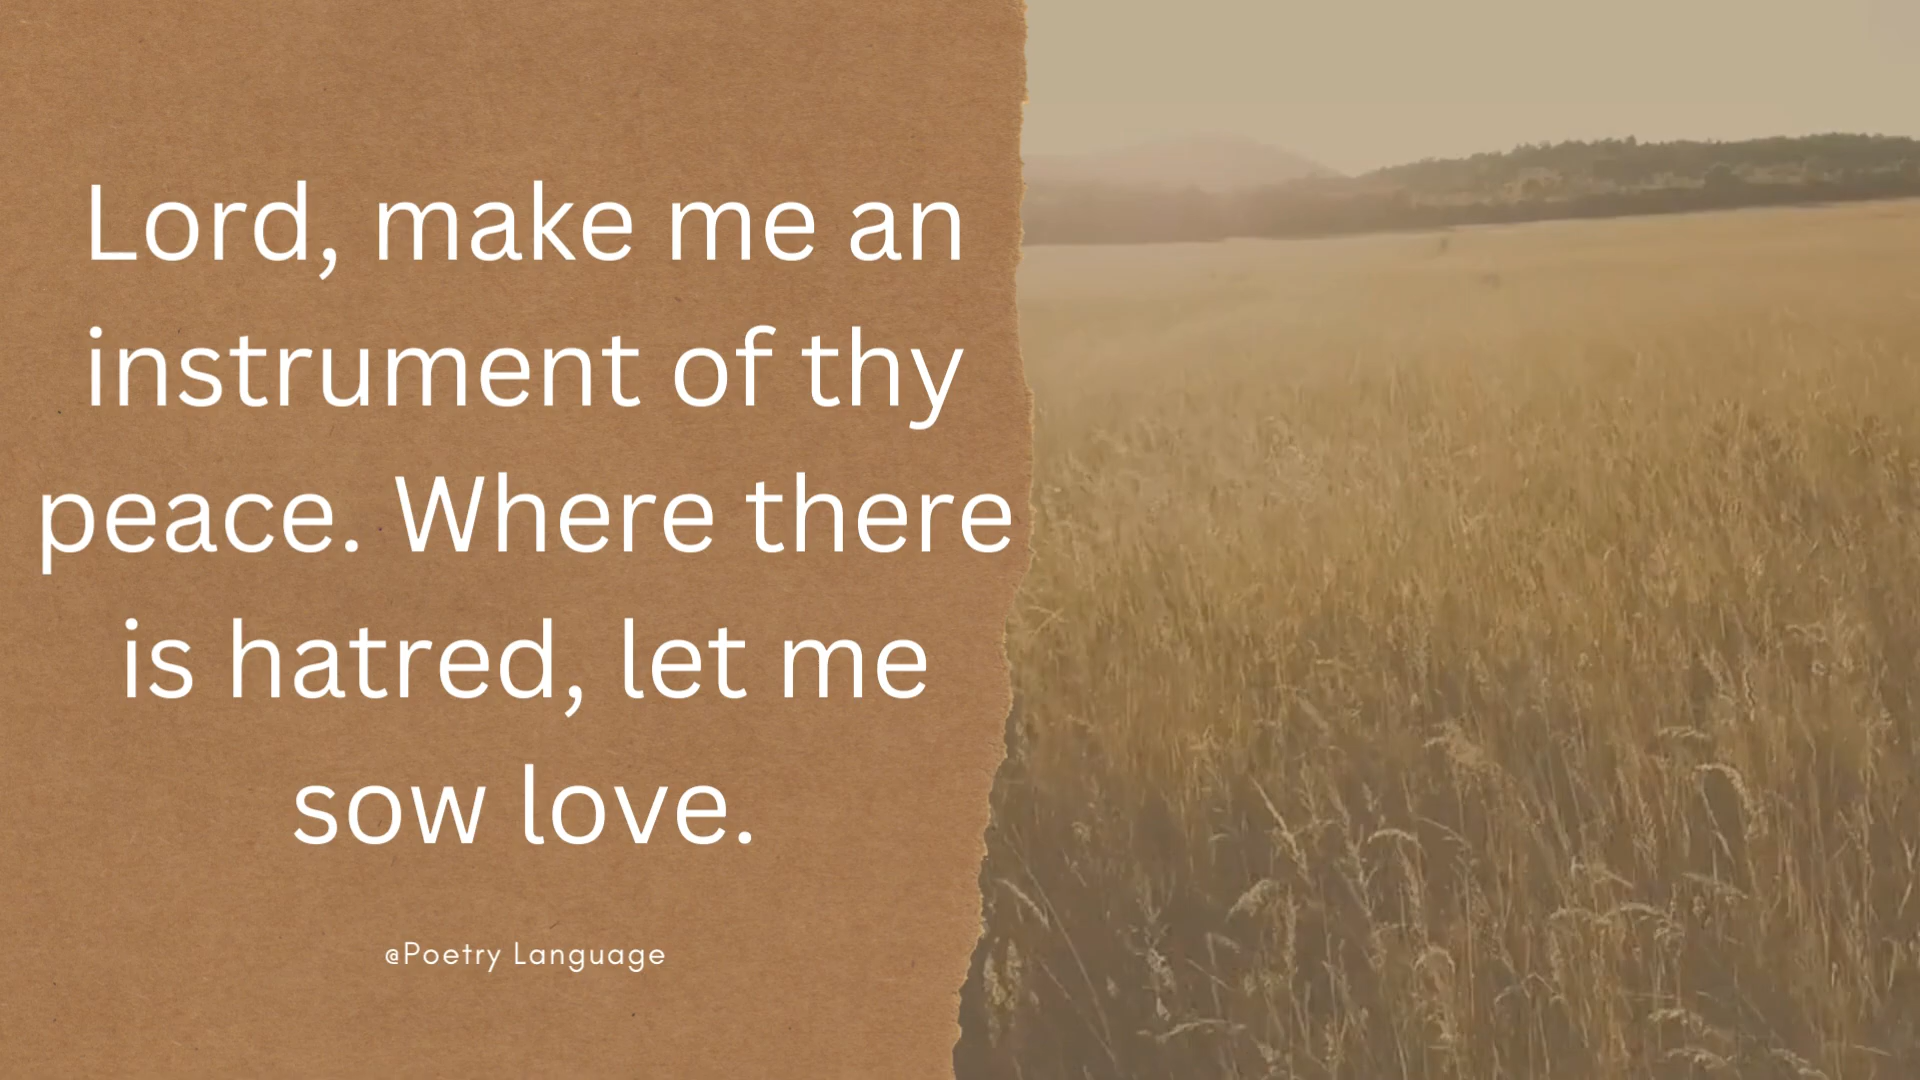 Lord, make me an
instrument of thy
peace. Where there
is hatred, let me
sow love.
@Poetry Language